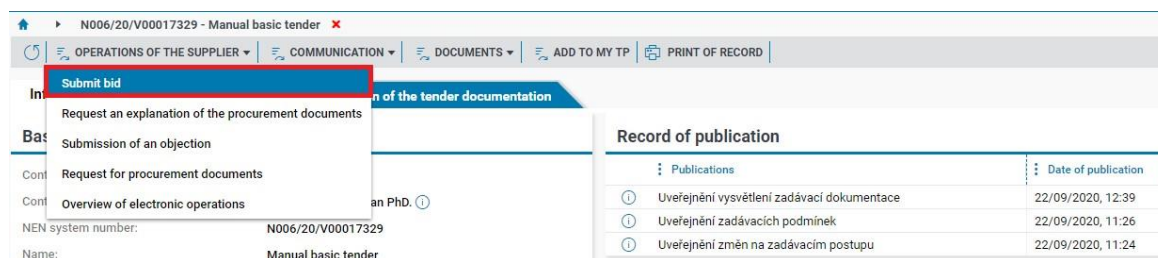 N006/20/V00017329 - Manual basic tender
OPERATIONS OF THE SUPPLIER COMMUNICATION DOCUMENTS ADD TO MY TP PRINT OF RECORD
Submit bid
n of the tender documentation
Request an explanation of the procurement documents
Submission of an objection
Request for procurement documents
Overview of electronic operations
Inf
Bas
Conf
Conf an PhD.
NEN system number: N006/20/V00017329
Name: Manual basic tender
Record of publication
Publications Date of publication
Uveřejnění vysvětlení zadávací dokumentace 22/09/2020, 12:39
Uveřejnění zadávacích podmínek 22/09/2020, 11:26
Uveřejnění změn na zadávacím postupu 22/09/2020, 11:24